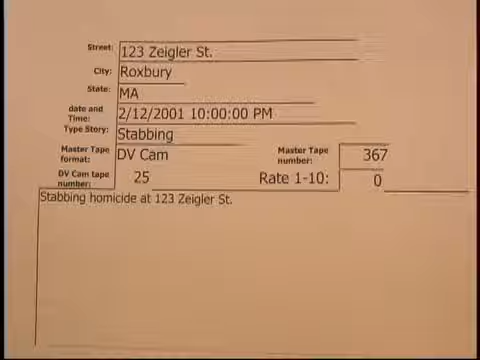 Street: 123 Zeigler St.
City: Roxbury
State: MA
date and Time: 2/12/2001 10:00:00 PM
Type Story: Stabbing
Master Tape format: DV Cam Master Tape number: 367
DV Cam tape number: 25 Rate 1-10: 0
Stabbing homicide at 123 Zeigler St.